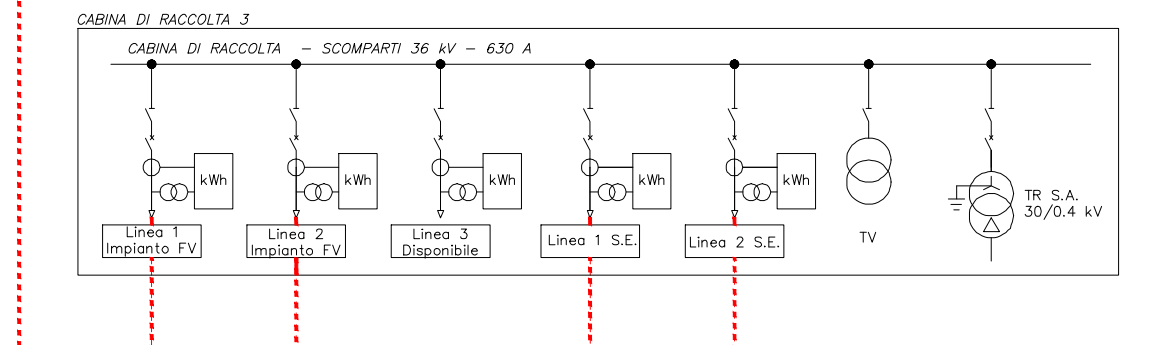 CABINA DI RACCOLTA 3
CABINA DI RACCOLTA - SCOMPARTI 36 kV - 630 A
kWh
kWh
kWh
kWh
kWh
TR S.A.
30/0.4 kV
Linea 1
Impianto FV
Linea 2
Impianto FV
Linea 3
Disponibile
Linea 1 S.E.
Linea 2 S.E.
TV